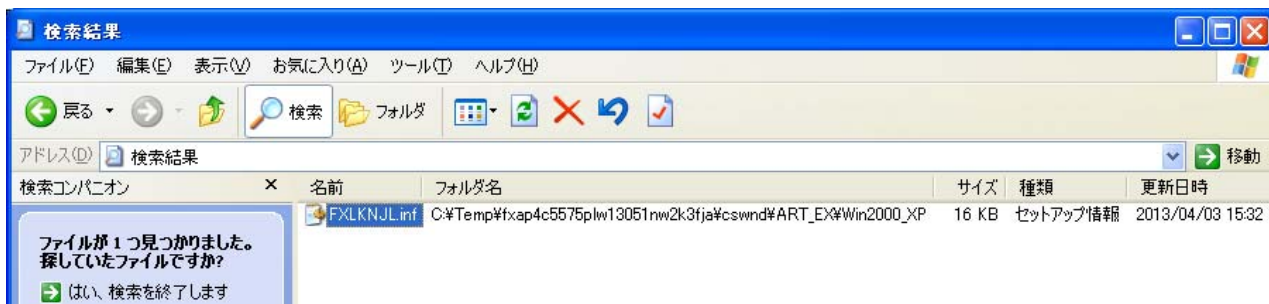 検索結果
ファイル(F) 編集(E) 表示(V) お気に入り(A) ツール(T) ヘルプ(H)
戻る 検索 フォルダ
アドレス(D) 検索結果 移動
検索コンパニオン × 名前 フォルダ名 サイズ 種類 更新日時
FXLKNJL.inf C:¥Temp¥fxap4c5575plw13051nw2k3fja¥cswnd¥ART_EX¥Win2000_XP 16 KB セットアップ情報 2013/04/03 15:32
ファイルが 1 つ見つかりました。
探していたファイルですか?
はい、検索を終了します